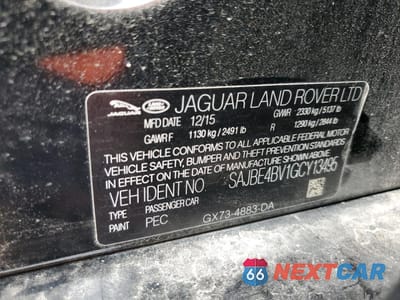 JAGUAR LAND ROVER LTD
JAGUAR
MFD DATE 12/15 GVWR 2330 kg / 5137 lb
GAWR F 1130 kg / 2491 lb R 1290 kg / 2844 lb
THIS VEHICLE CONFORMS TO ALL APPLICABLE FEDERAL MOTOR
VEHICLE SAFETY, BUMPER AND THEFT PREVENTION STANDARDS
IN EFFECT ON THE DATE OF MANUFACTURE SHOWN ABOVE.
VEH IDENT NO. SAJBE4BV1GCY13495
TYPE PASSENGER CAR
PAINT PEC GX73-4883-DA
66 NEXTCAR